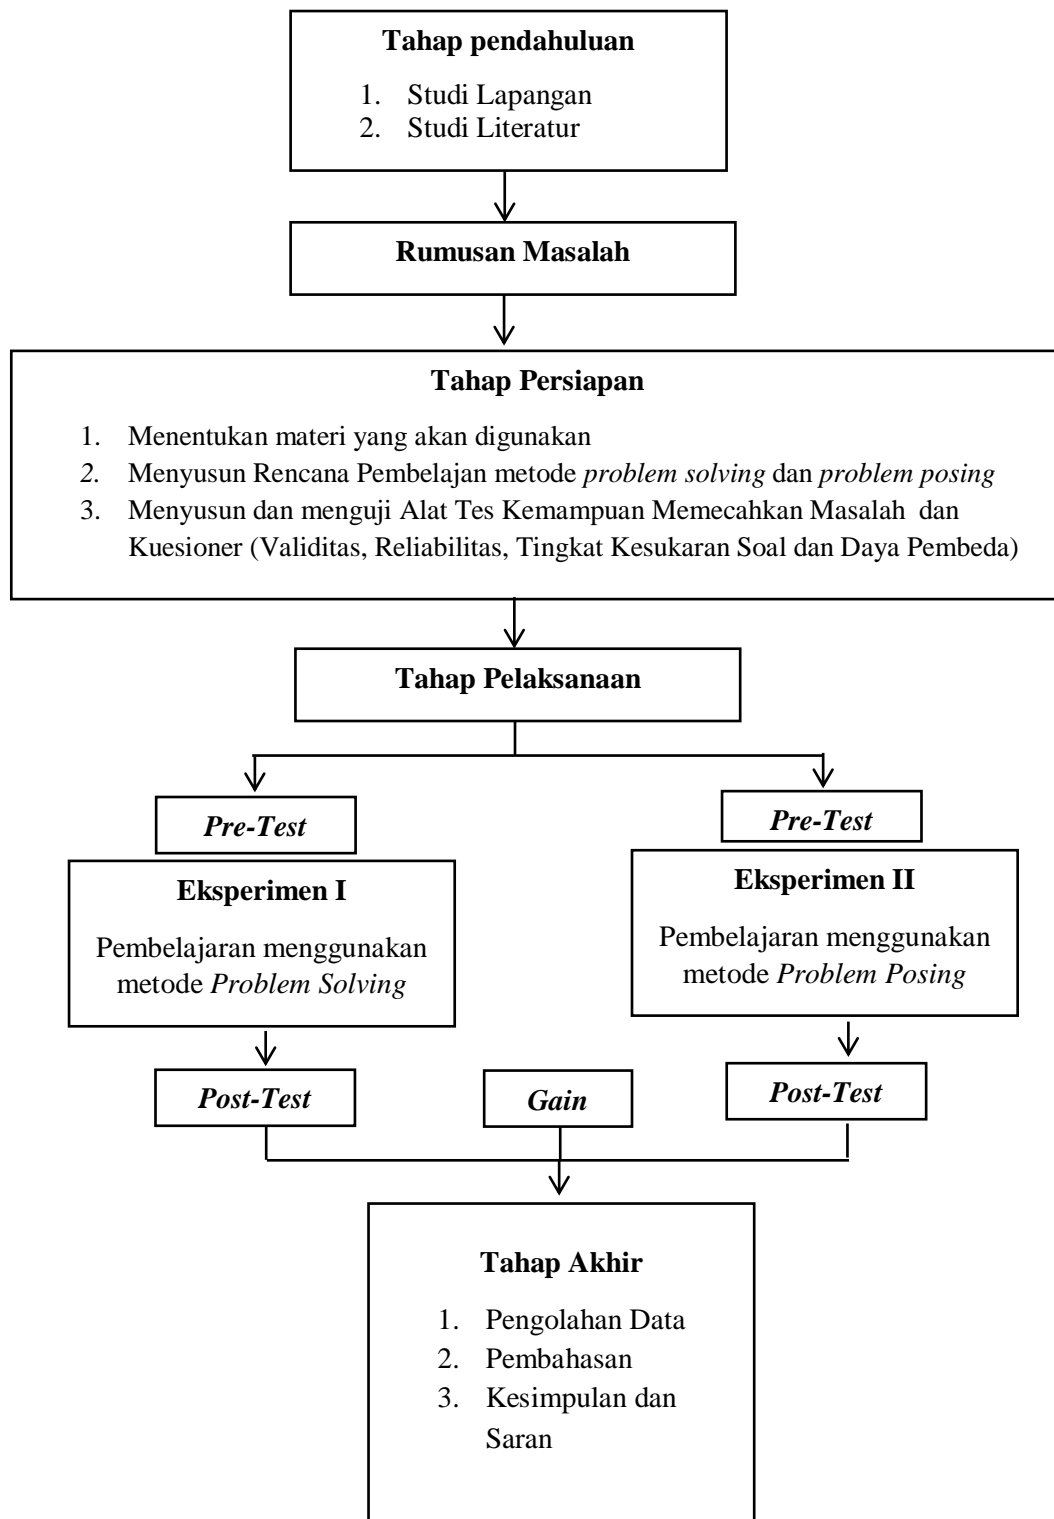 Tahap pendahuluan
1. Studi Lapangan
2. Studi Literatur
Rumusan Masalah
Tahap Persiapan
1. Menentukan materi yang akan digunakan
2. Menyusun Rencana Pembelajan metode problem solving dan problem posing
3. Menyusun dan menguji Alat Tes Kemampuan Memecahkan Masalah dan
Kuesioner (Validitas, Reliabilitas, Tingkat Kesukaran Soal dan Daya Pembeda)
Tahap Pelaksanaan
Pre-Test
Eksperimen I
Pembelajaran menggunakan
metode Problem Solving
Post-Test
Pre-Test
Eksperimen II
Pembelajaran menggunakan
metode Problem Posing
Post-Test
Gain
Tahap Akhir
1. Pengolahan Data
2. Pembahasan
3. Kesimpulan dan
Saran